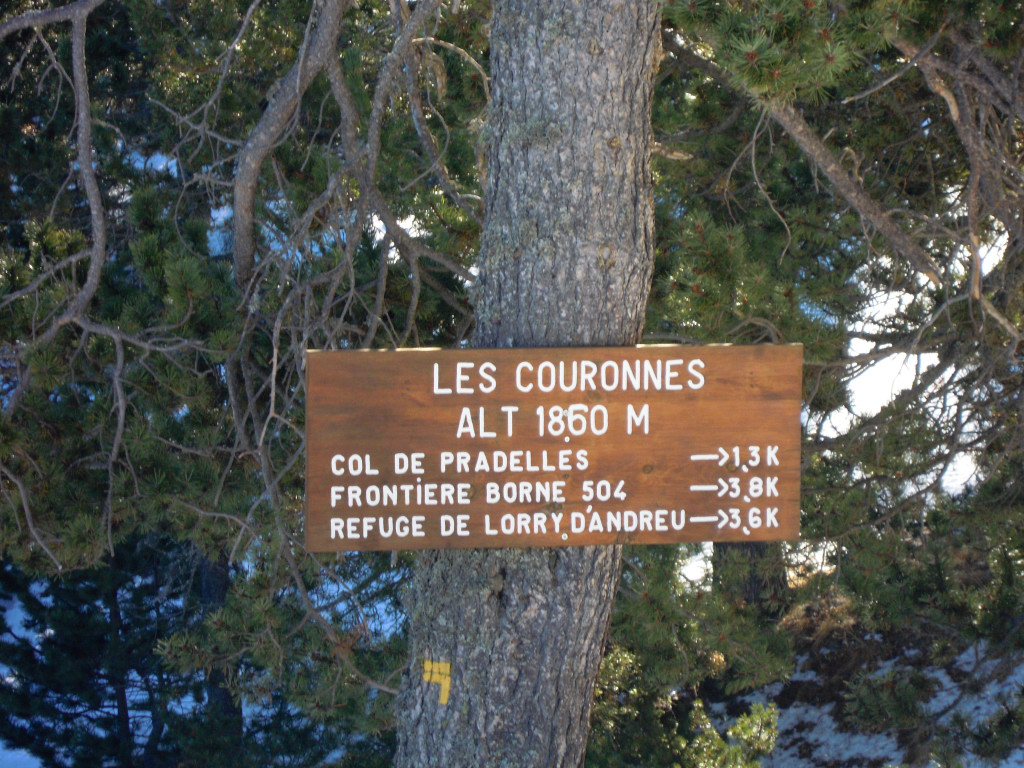 LES COURONNES
ALT 1860 M
COL DE PRADELLES →1,3 K
FRONTIERE BORNE 504 →3,8 K
REFUGE DE LORRY D'ANDREU →3,6 K